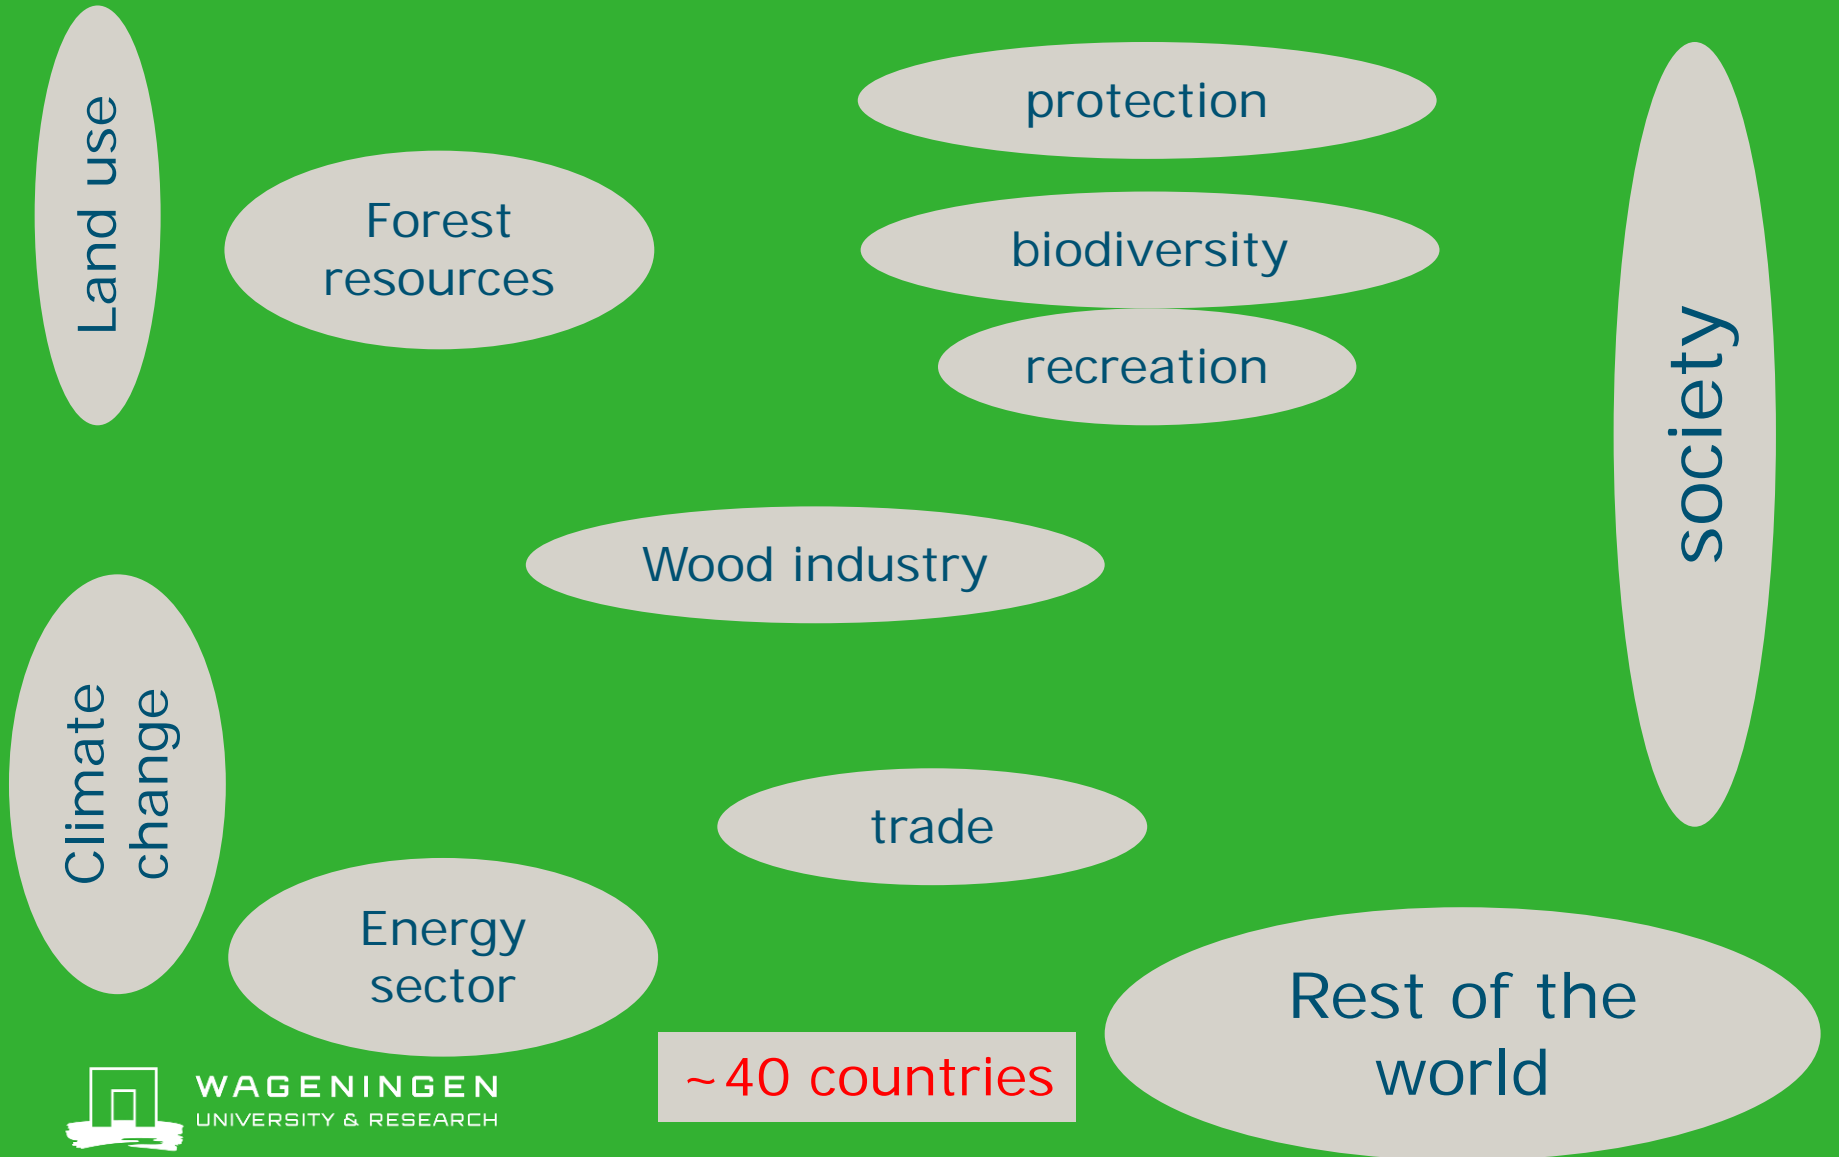 Land use
Forest
resources
protection
biodiversity
recreation
society
Wood industry
Climate
change
trade
Energy
sector
Rest of the
world
~40 countries
WAGENINGEN
UNIVERSITY & RESEARCH